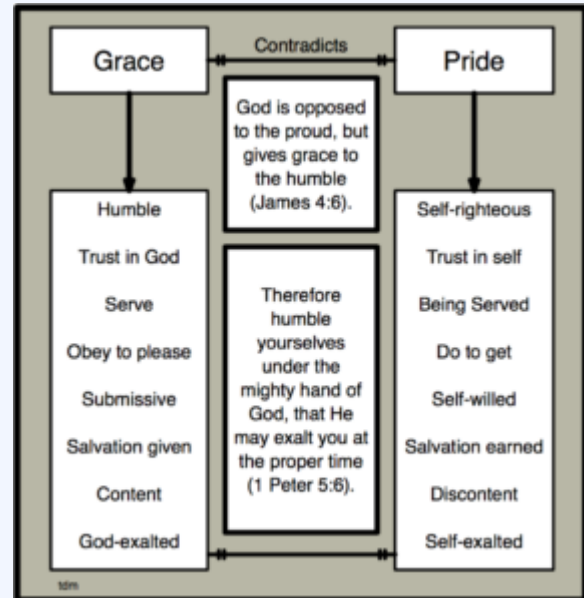 Grace
Contradicts
Pride
God is opposed
to the proud, but
gives grace to
the humble
(James 4:6).
Humble
Trust in God
Serve
Obey to please
Submissive
Salvation given
Content
God-exalted
Therefore
humble
yourselves
under the
mighty hand of
God, that He
may exalt you at
the proper time
(1 Peter 5:6).
Self-righteous
Trust in self
Being Served
Do to get
Self-willed
Salvation earned
Discontent
Self-exalted
tdm